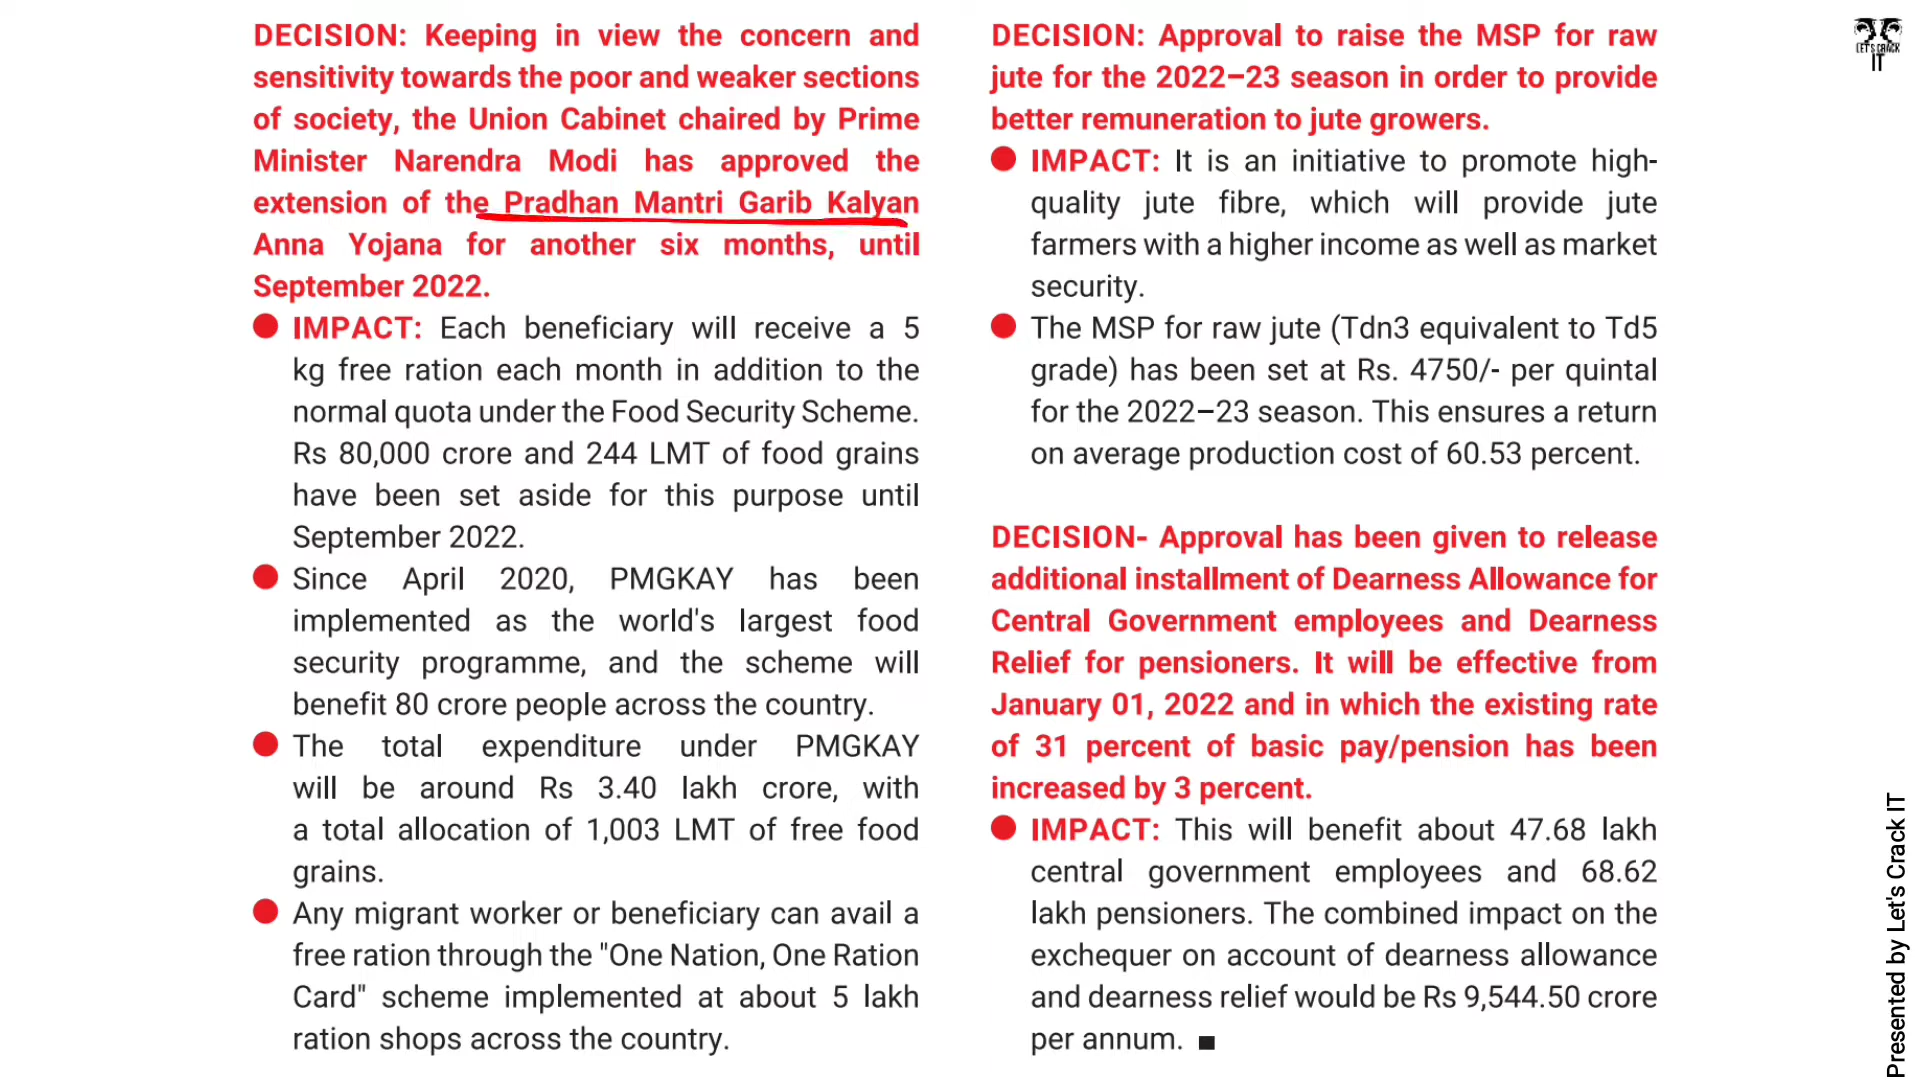 DECISION: Keeping in view the concern and
sensitivity towards the poor and weaker sections
of society, the Union Cabinet chaired by Prime
Minister Narendra Modi has approved the
extension of the Pradhan Mantri Garib Kalyan
Anna Yojana for another six months, until
September 2022.
IMPACT: Each beneficiary will receive a 5
kg free ration each month in addition to the
normal quota under the Food Security Scheme.
Rs 80,000 crore and 244 LMT of food grains
have been set aside for this purpose until
September 2022.
Since April 2020, PMGKAY has been
implemented as the world's largest food
security programme, and the scheme will
benefit 80 crore people across the country.
The total expenditure under PMGKAY
will be around Rs 3.40 lakh crore, with
a total allocation of 1,003 LMT of free food
grains.
Any migrant worker or beneficiary can avail a
free ration through the "One Nation, One Ration
Card" scheme implemented at about 5 lakh
ration shops across the country.
DECISION: Approval to raise the MSP for raw
jute for the 2022–23 season in order to provide
better remuneration to jute growers.
IMPACT: It is an initiative to promote high-
quality jute fibre, which will provide jute
farmers with a higher income as well as market
security.
The MSP for raw jute (Tdn3 equivalent to Td5
grade) has been set at Rs. 4750/- per quintal
for the 2022–23 season. This ensures a return
on average production cost of 60.53 percent.
DECISION- Approval has been given to release
additional installment of Dearness Allowance for
Central Government employees and Dearness
Relief for pensioners. It will be effective from
January 01, 2022 and in which the existing rate
of 31 percent of basic pay/pension has been
increased by 3 percent.
IMPACT: This will benefit about 47.68 lakh
central government employees and 68.62
lakh pensioners. The combined impact on the
exchequer on account of dearness allowance
and dearness relief would be Rs 9,544.50 crore
per annum.
LET'S CRACK
IT
Presented by Let's Crack IT